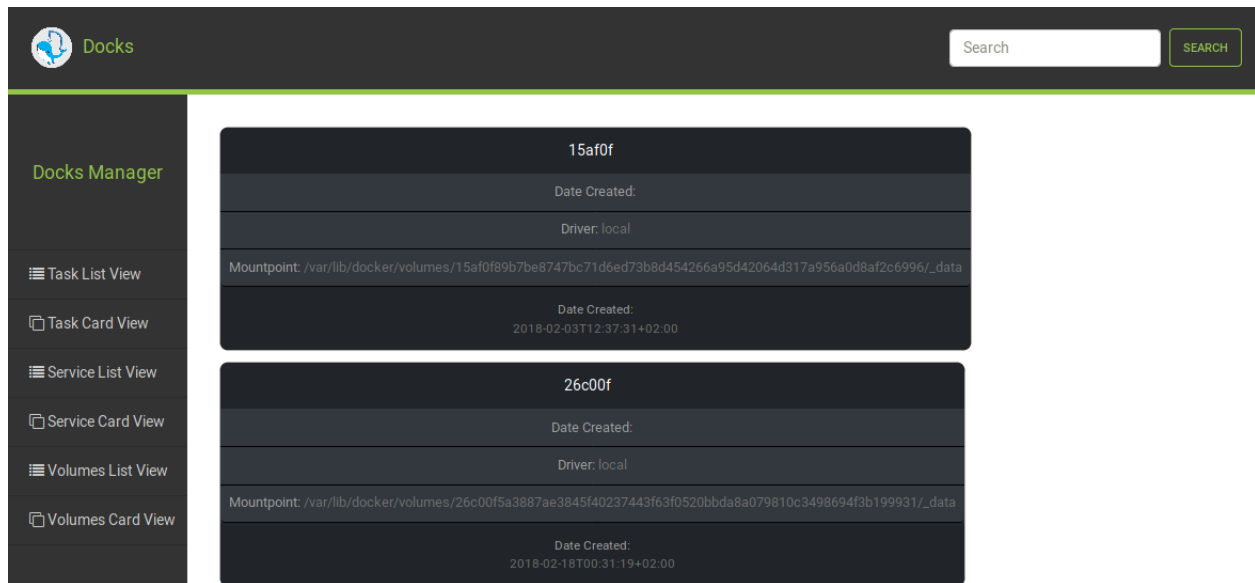 Docks
Search
SEARCH
Docks Manager
Task List View
Task Card View
Service List View
Service Card View
Volumes List View
Volumes Card View
15af0f
Date Created:
Driver: local
Mountpoint: /var/lib/docker/volumes/15af0f89b7be8747bc71d6ed73b8d454266a95d42064d317a956a0d8af2c6996/_data
Date Created:
2018-02-03T12:37:31+02:00
26c00f
Date Created:
Driver: local
Mountpoint: /var/lib/docker/volumes/26c00f5a3887ae3845f40237443f63f0520bbda8a079810c3498694f3b199931/_data
Date Created:
2018-02-18T00:31:19+02:00